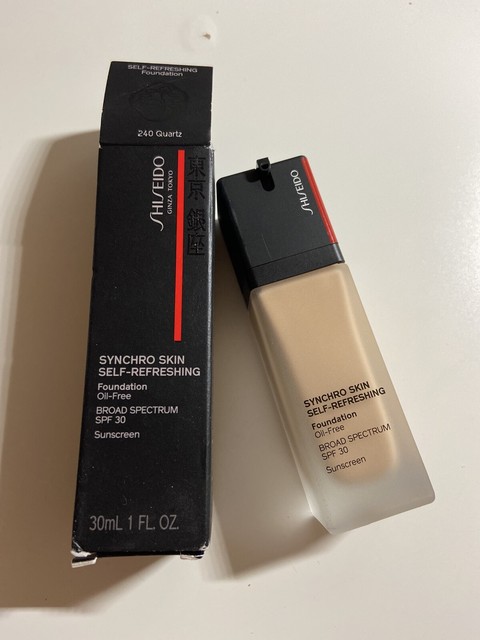 SELF-REFRESHING
Foundation
240 Quartz
SHISEIDO
GINZA TOKYO
東京 銀座
SYNCHRO SKIN
SELF-REFRESHING
Foundation
Oil-Free
BROAD SPECTRUM
SPF 30
Sunscreen
30mL 1 FL. OZ.
SHISEIDO
SYNCHRO SKIN
SELF-REFRESHING
Foundation
Oil-Free
BROAD SPECTRUM
SPF 30
Sunscreen